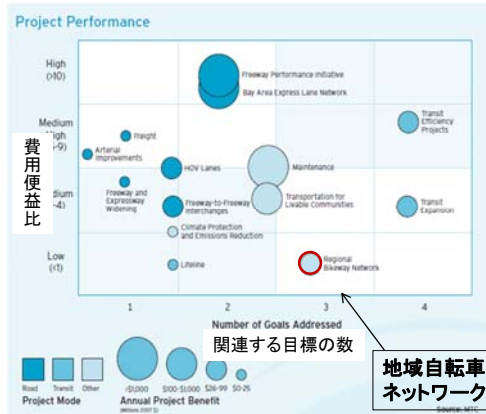 Project Performance
High
(>10)
Medium
High
-9)
費用便益比
dium
-4)
Low
(<1)
Freeway Performance Initiative
Bay Area Express Lane Network
Transit
Efficiency
Projects
Freight
Arterial
Improvements
HOV Lanes
Maintenance
Freeway and
Expressway
Widening
Freeway-to-Freeway
Interchanges
Transportation for
Livable Communities
Transit
Expansion
Climate Protection
and Emissions Reduction
Lifeline
Regional
Bikeway Network
1
2
3
4
Number of Goals Addressed
関連する目標の数
地域自転車
ネットワーク
Road
Transit
Other
Project Mode
>$1,000
$100-$1,000
$26-99
$0-25
Annual Project Benefit
(Millions 2007 $)
Source: MTC